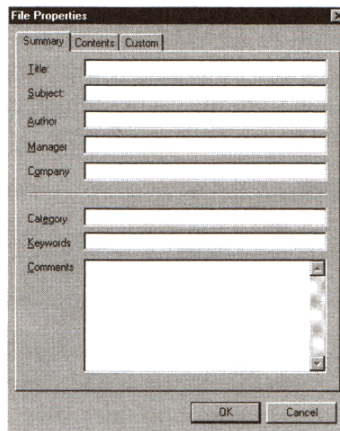 File Properties
Summary Contents Custom
Title:
Subject:
Author
Manager
Company
Category
Keywords
Comments
OK Cancel